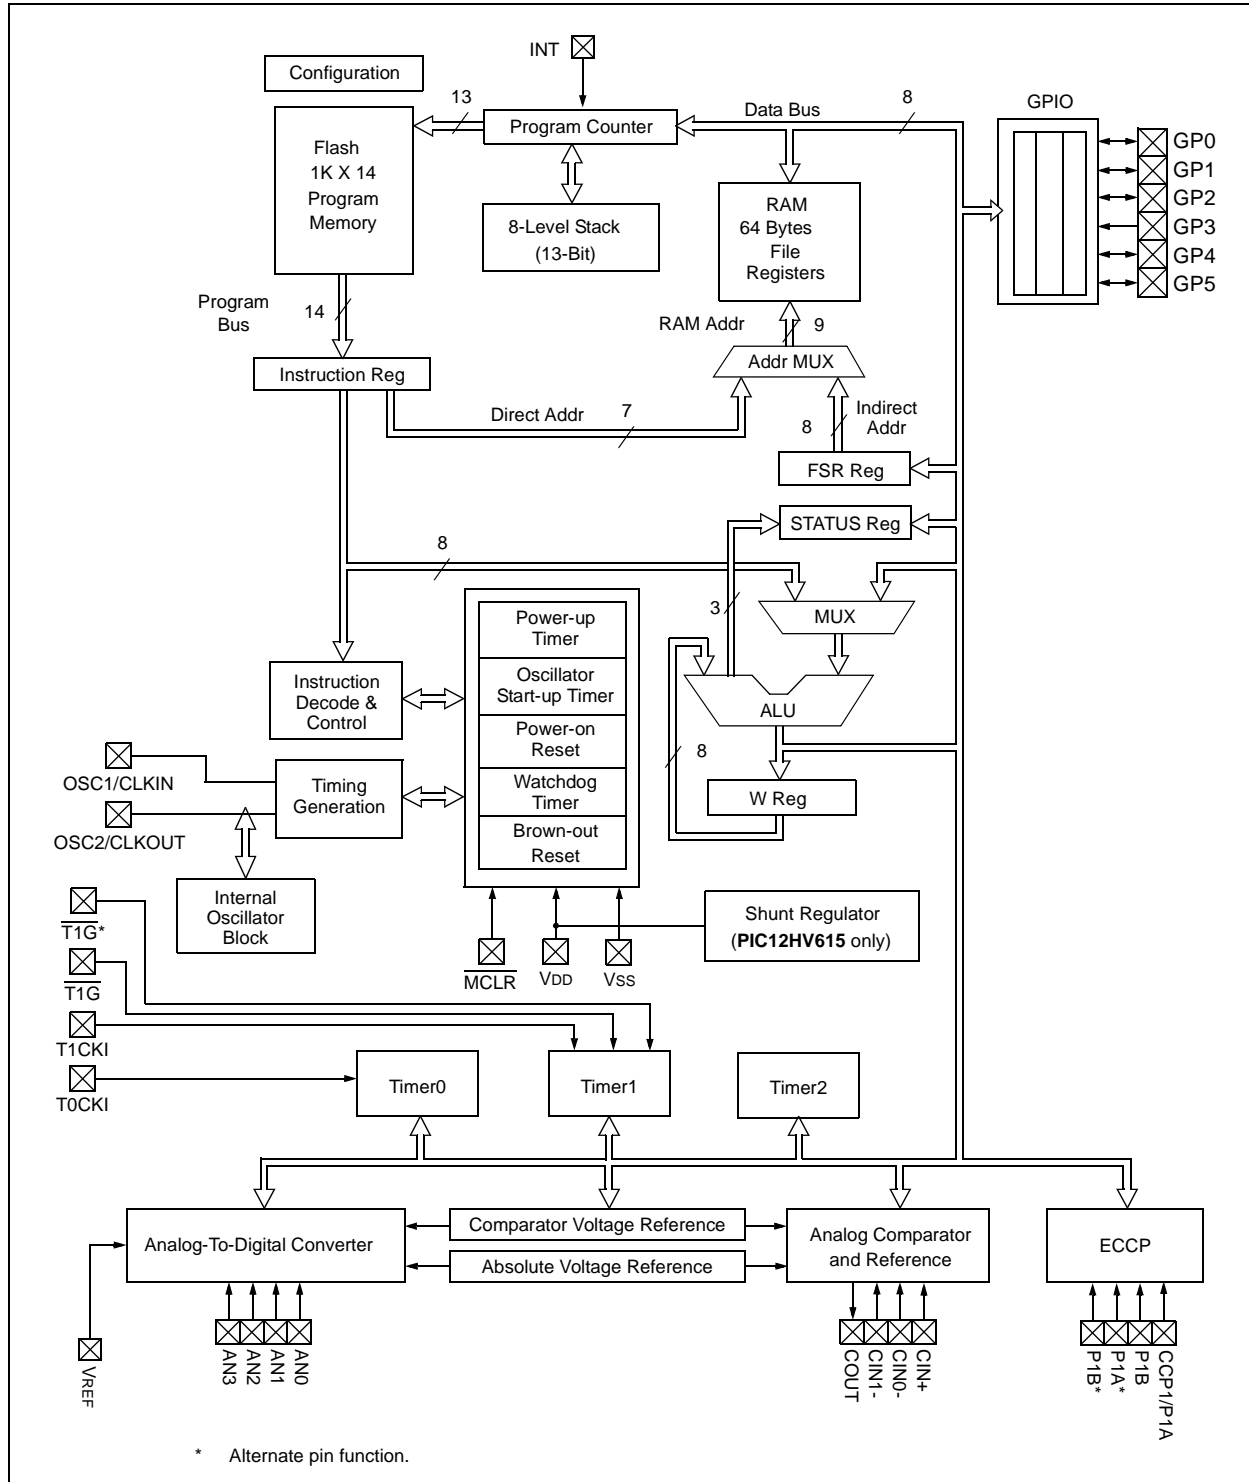 INT
Configuration
13
Program Counter
Data Bus
8
GPIO
Flash
1K X 14
Program
Memory
8-Level Stack
(13-Bit)
RAM
64 Bytes
File
Registers
GP0
GP1
GP2
GP3
GP4
GP5
Program
Bus
14
RAM Addr
9
Addr MUX
Instruction Reg
Direct Addr
7
8
Indirect
Addr
FSR Reg
STATUS Reg
8
3
MUX
Power-up
Timer
Oscillator
Start-up Timer
Power-on
Reset
Watchdog
Timer
Brown-out
Reset
Instruction
Decode &
Control
ALU
8
W Reg
OSC1/CLKIN
Timing
Generation
OSC2/CLKOUT
Internal
Oscillator
Block
T1G*
Shunt Regulator
(PIC12HV615 only)
MCLR
VDD
VSS
T1G
T1CKI
T0CKI
Timer0
Timer1
Timer2
Analog-To-Digital Converter
Comparator Voltage Reference
Absolute Voltage Reference
Analog Comparator
and Reference
ECCP
VREF
AN3
AN2
AN1
AN0
COUT
CIN1-
CIN0-
CIN+
P1B*
P1A*
P1B
CCP1/P1A
* Alternate pin function.